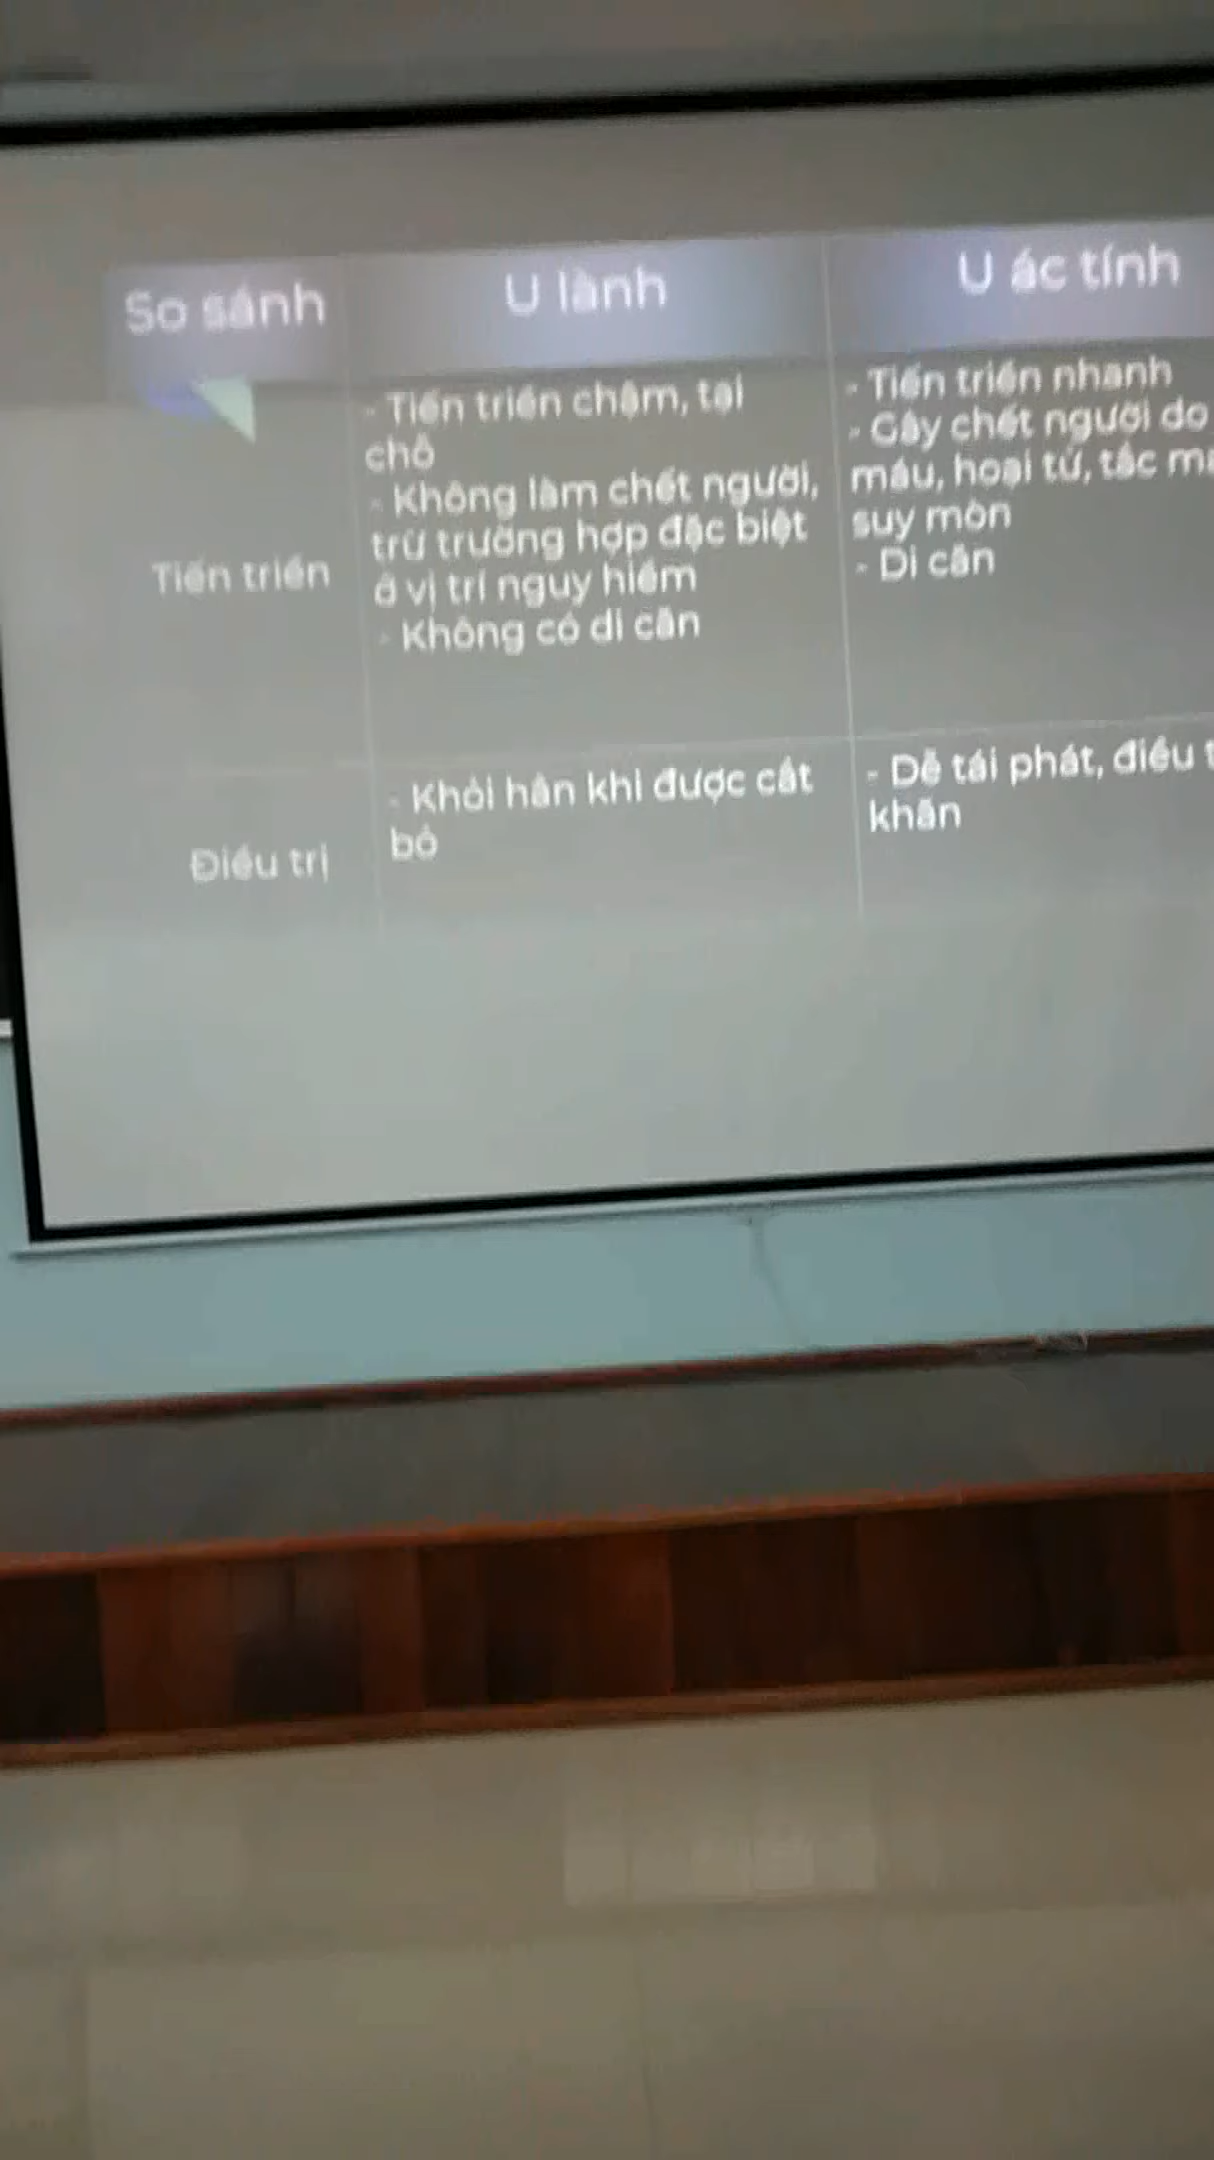 So sánh
U lành
U ác tính
Tiến triển
- Tiến triển chậm, tại
chỗ
- Không làm chết người,
trừ trường hợp đặc biệt
ở vị trí nguy hiểm
- Không có di căn
- Tiến triển nhanh
- Gây chết người do
máu, hoại tử, tắc
suy mòn
- Di căn
Điều trị
- Khỏi hẳn khi được cắt
bỏ
- Dễ tái phát, điều
khăn